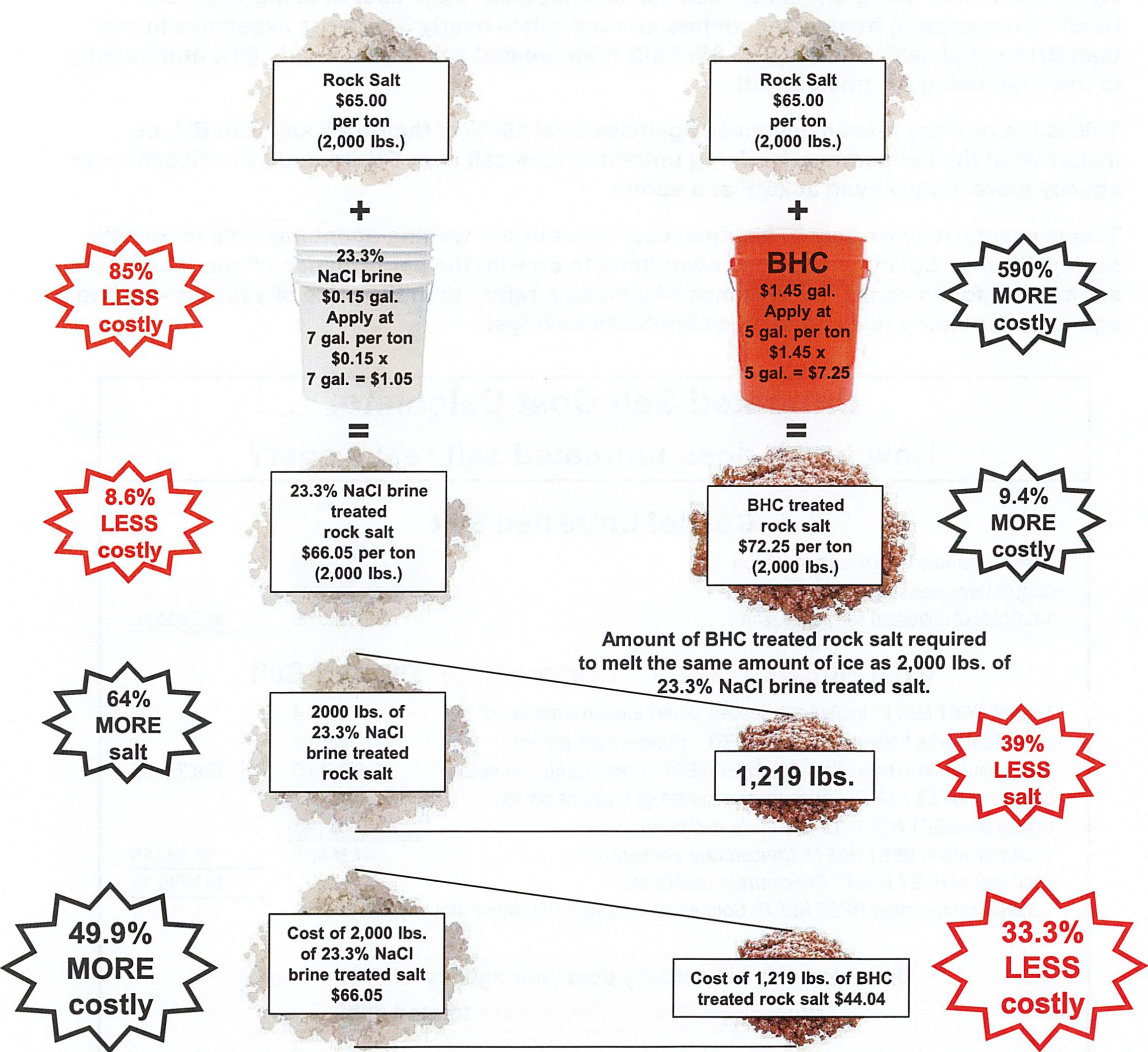 Rock Salt
$65.00
per ton
(2,000 lbs.)
Rock Salt
$65.00
per ton
(2,000 lbs.)
+
+
85%
LESS
costly
23.3%
NaCl brine
$0.15 gal.
Apply at
7 gal. per ton
$0.15 x
7 gal. = $1.05
BHC
$1.45 gal.
Apply at
5 gal. per ton
$1.45 x
5 gal. = $7.25
590%
MORE
costly
=
=
8.6%
LESS
costly
23.3% NaCl brine
treated
rock salt
$66.05 per ton
(2,000 lbs.)
BHC treated
rock salt
$72.25 per ton
(2,000 lbs.)
9.4%
MORE
costly
Amount of BHC treated rock salt required
to melt the same amount of ice as 2,000 lbs. of
23.3% NaCl brine treated salt.
64%
MORE
salt
2000 lbs. of
23.3% NaCl
brine treated
rock salt
1,219 lbs.
39%
LESS
salt
49.9%
MORE
costly
Cost of 2,000 lbs.
of 23.3% NaCl
brine treated salt
$66.05
Cost of 1,219 lbs. of BHC
treated rock salt $44.04
33.3%
LESS
costly